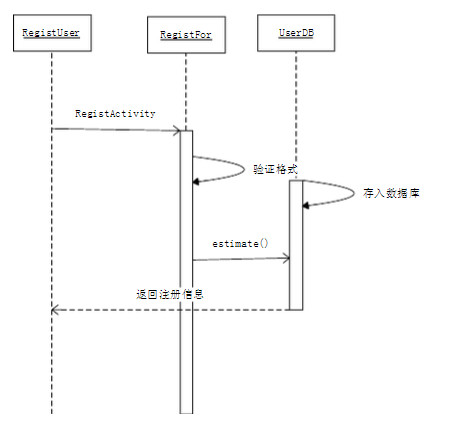 RegistUser
RegistFor
UserDB
RegistActivity
验证格式
存入数据库
estimate()
返回注册信息